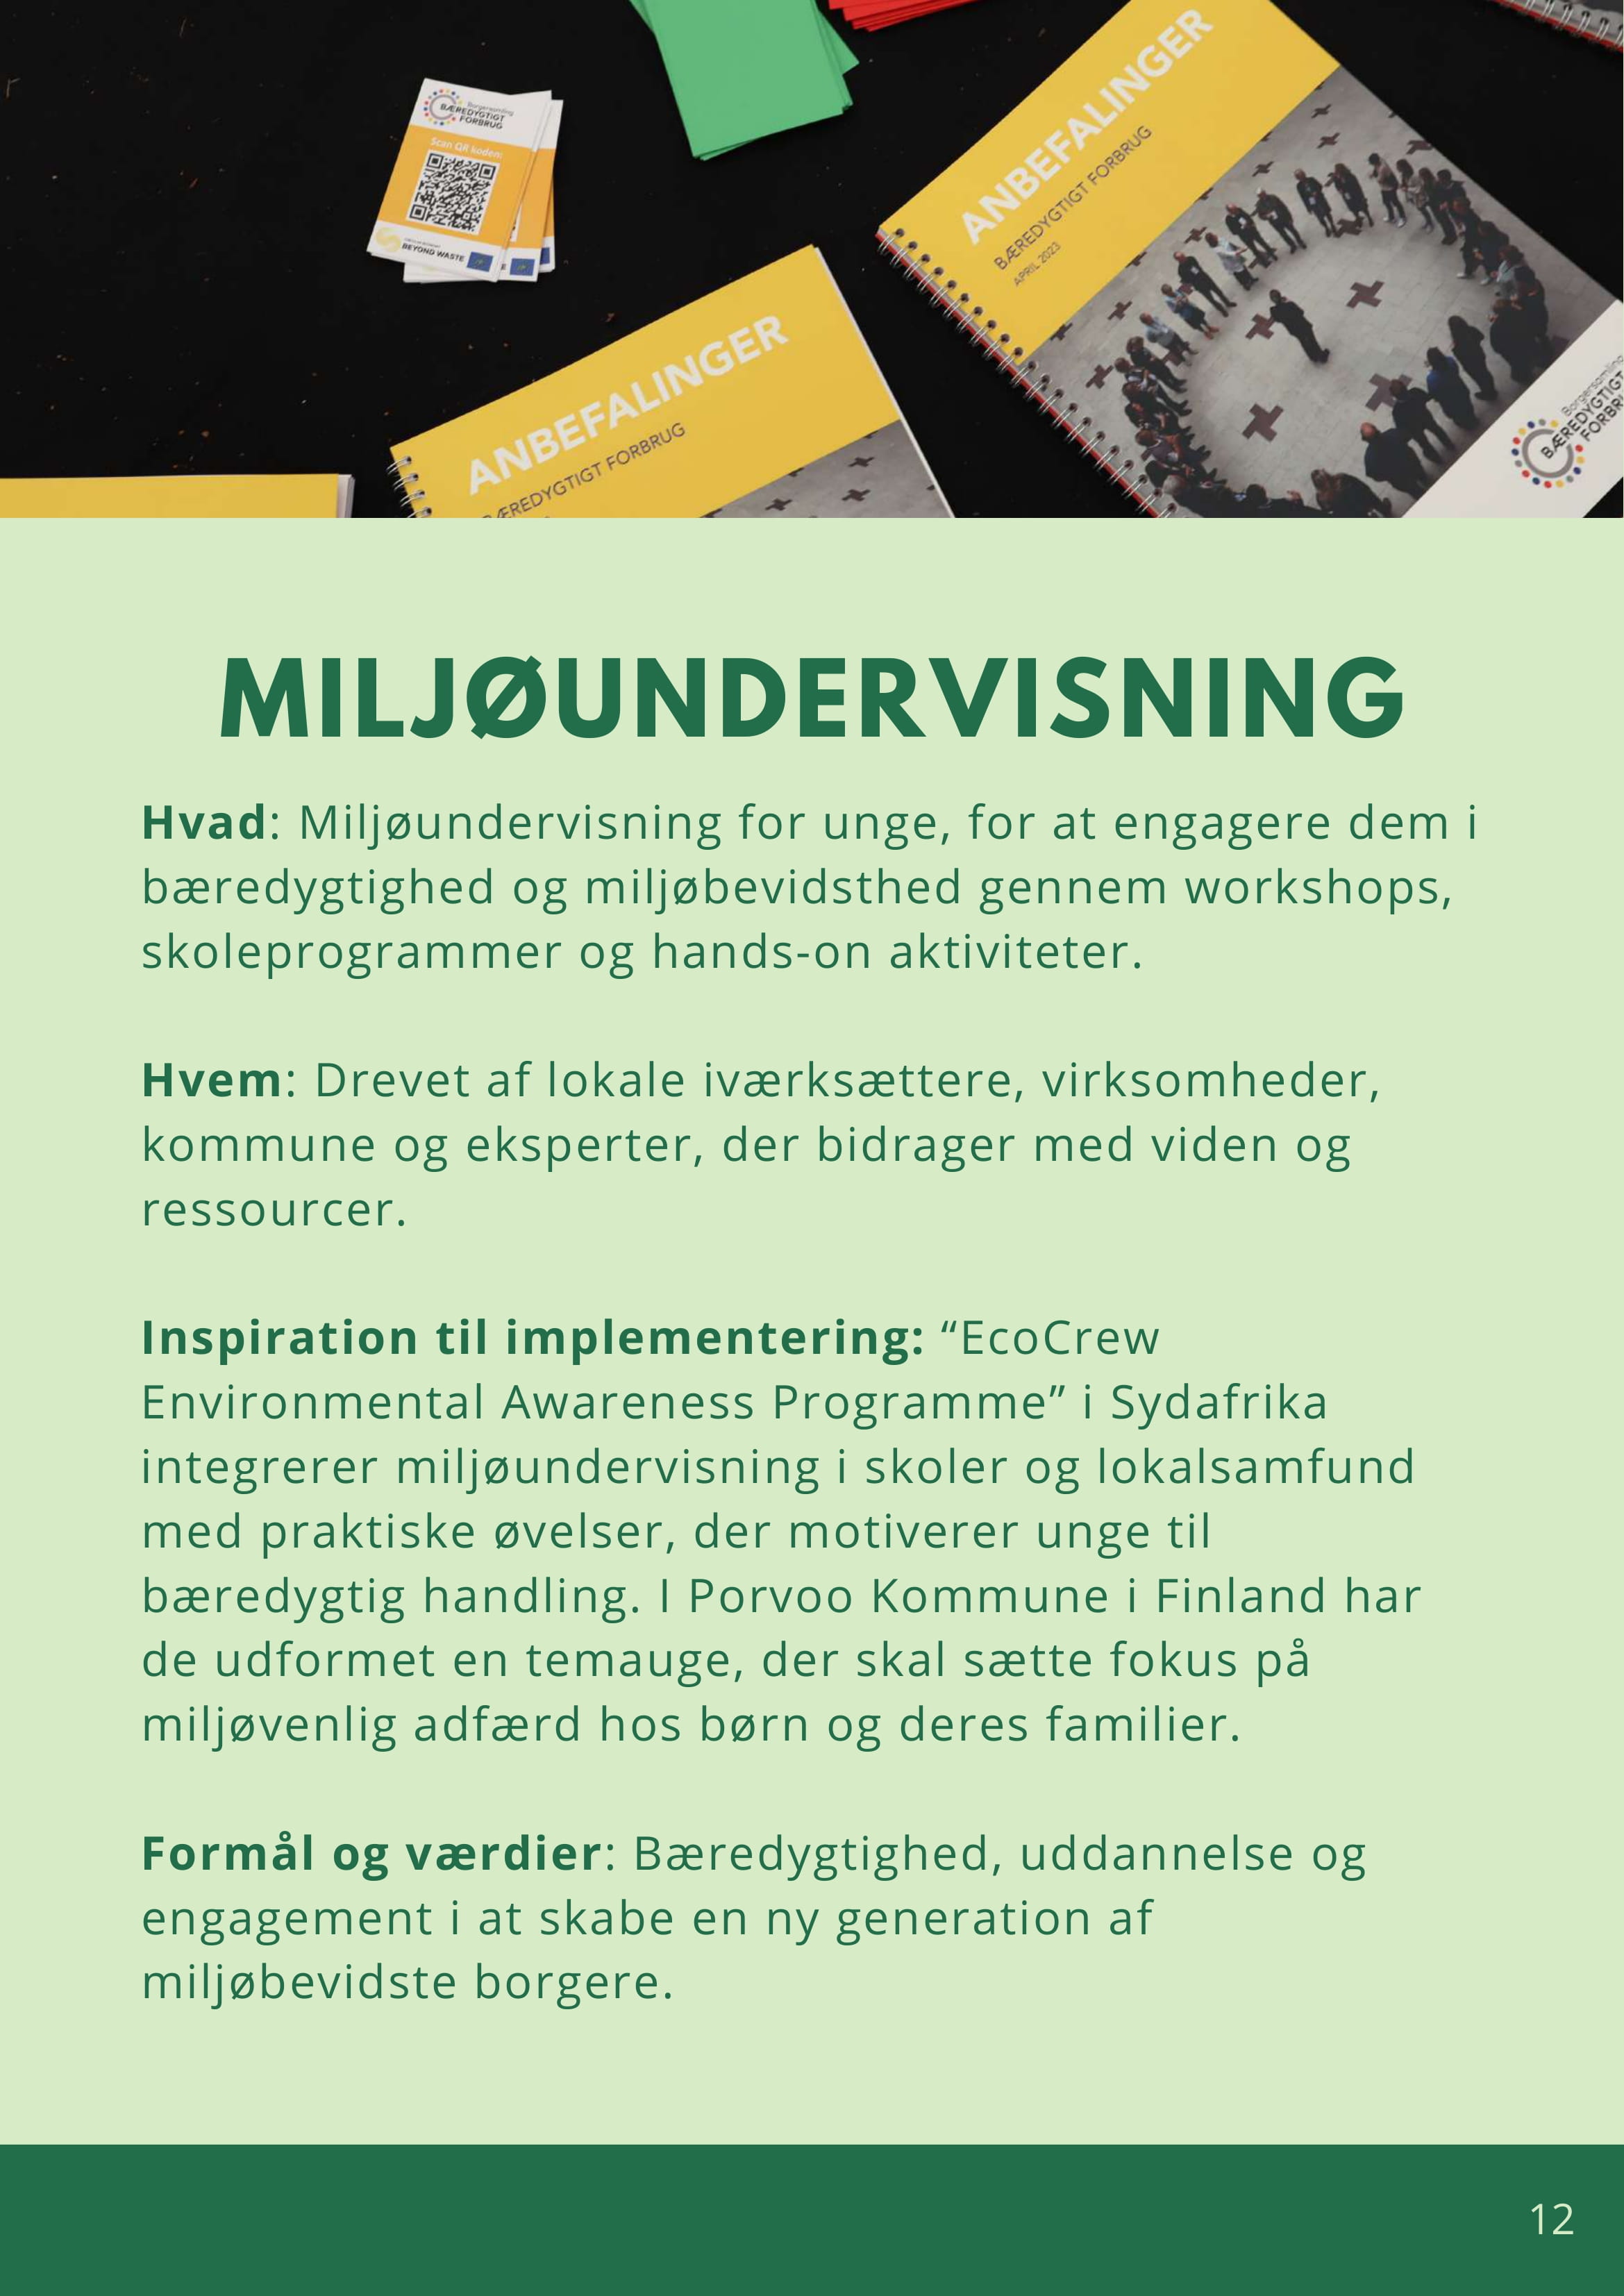 Borgersamling
BÆREDYGTIGT
FORBRUG
Scan QR koden:
BEYOND WASTE
ANBEFALINGER
BÆREDYGTIGT FORBRUG
APRIL 2023
ANBEFALINGER
BÆREDYGTIGT FORBRUG
MILJØUNDERVISNING
Hvad: Miljøundervisning for unge, for at engagere dem i
bæredygtighed og miljøbevidsthed gennem workshops,
skoleprogrammer og hands-on aktiviteter.
Hvem: Drevet af lokale iværksættere, virksomheder,
kommune og eksperter, der bidrager med viden og
ressourcer.
Inspiration til implementering: “EcoCrew
Environmental Awareness Programme” i Sydafrika
integrerer miljøundervisning i skoler og lokalsamfund
med praktiske øvelser, der motiverer unge til
bæredygtig handling. I Porvoo Kommune i Finland har
de udformet en temauge, der skal sætte fokus på
miljøvenlig adfærd hos børn og deres familier.
Formål og værdier: Bæredygtighed, uddannelse og
engagement i at skabe en ny generation af
miljøbevidste borgere.
12